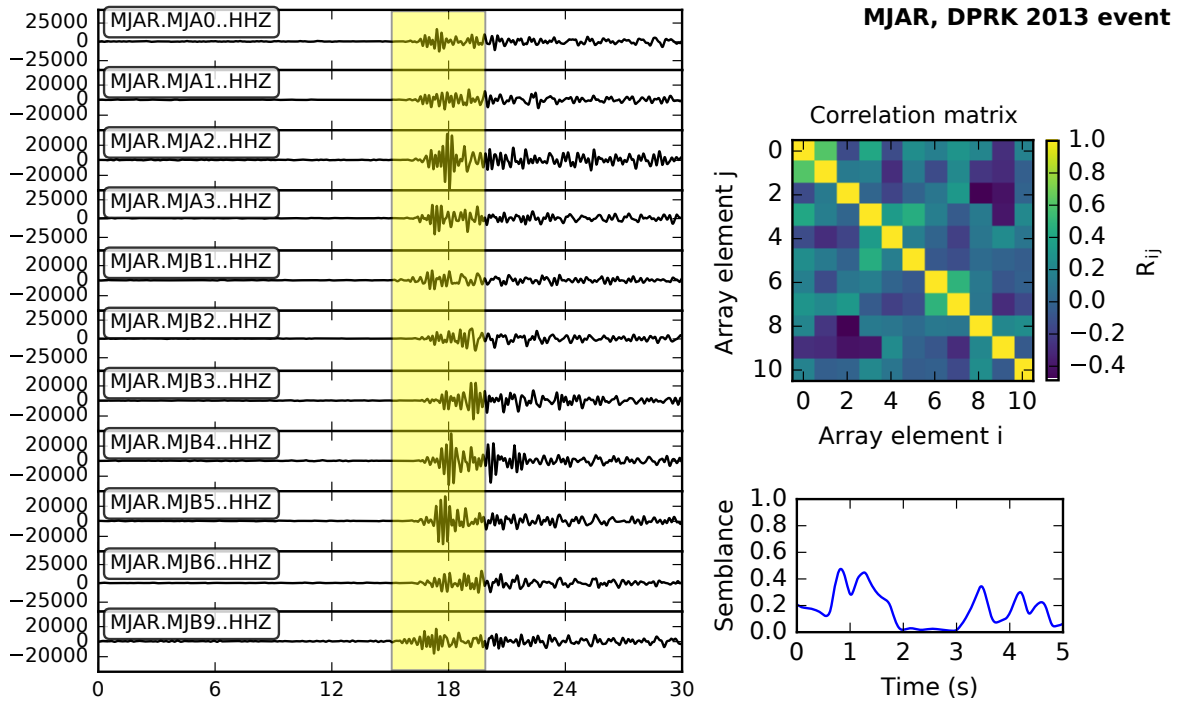 MJAR, DPRK 2013 event
25000
0
−25000
MJAR.MJA0..HHZ
20000
0
−20000
MJAR.MJA1..HHZ
20000
0
−20000
MJAR.MJA2..HHZ
25000
0
−25000
MJAR.MJA3..HHZ
20000
0
−20000
MJAR.MJB1..HHZ
25000
0
−25000
MJAR.MJB2..HHZ
20000
0
−20000
MJAR.MJB3..HHZ
20000
0
−20000
MJAR.MJB4..HHZ
20000
0
−20000
MJAR.MJB5..HHZ
25000
0
−25000
MJAR.MJB6..HHZ
20000
0
−20000
MJAR.MJB9..HHZ
0 6 12 18 24 30
Correlation matrix
Array element j
0
2
4
6
8
10
0 2 4 6 8 10
Array element i
1.0
0.8
0.6
0.4
0.2
0.0
−0.2
−0.4
R_ij
Semblance
1.0
0.8
0.6
0.4
0.2
0.0
0 1 2 3 4 5
Time (s)